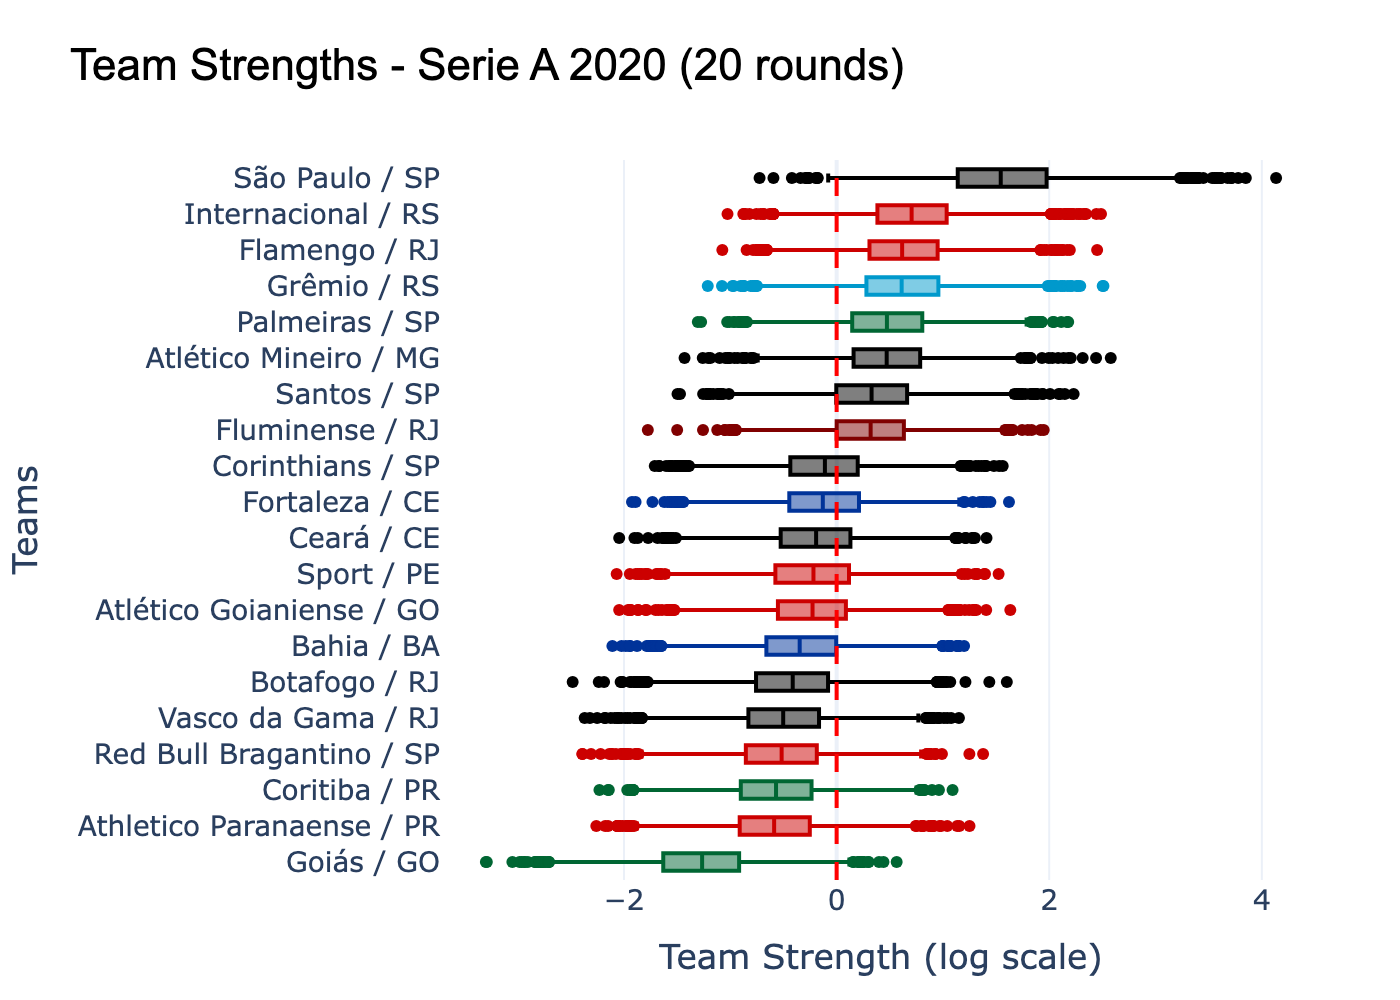 Team Strengths - Serie A 2020 (20 rounds)
São Paulo / SP
Internacional / RS
Flamengo / RJ
Grêmio / RS
Palmeiras / SP
Atlético Mineiro / MG
Santos / SP
Fluminense / RJ
Corinthians / SP
Fortaleza / CE
Ceará / CE
Sport / PE
Atlético Goianiense / GO
Bahia / BA
Botafogo / RJ
Vasco da Gama / RJ
Red Bull Bragantino / SP
Coritiba / PR
Athletico Paranaense / PR
Goiás / GO
Teams
−2 0 2 4
Team Strength (log scale)